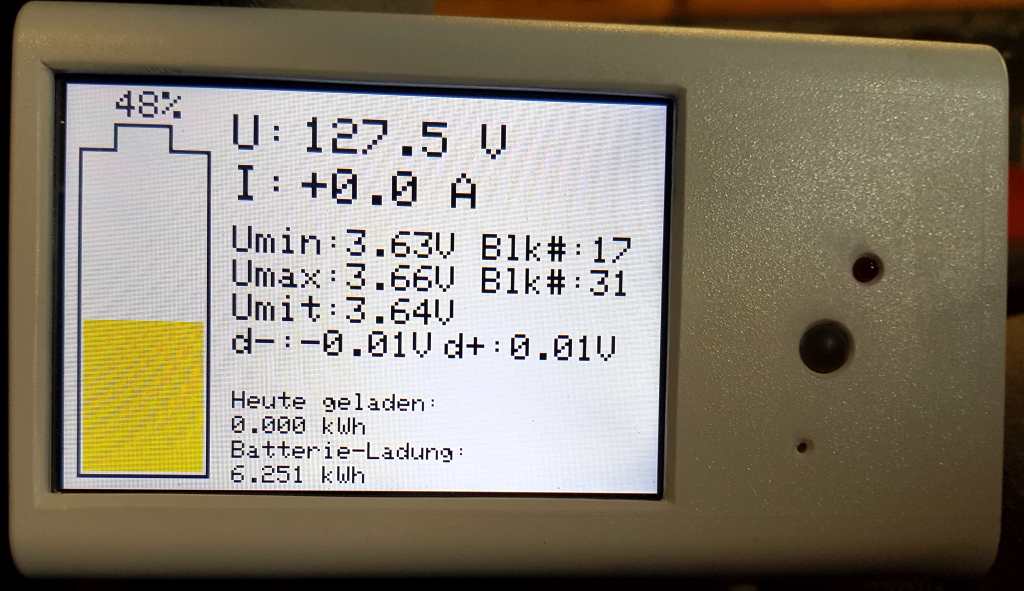 48%
U: 127.5 V
I: +0.0 A
Umin:3.63V Blk#:17
Umax:3.66V Blk#:31
Umit:3.64V
d-:-0.01V d+:0.01V
Heute geladen:
0.000 kWh
Batterie-Ladung:
6.251 kWh